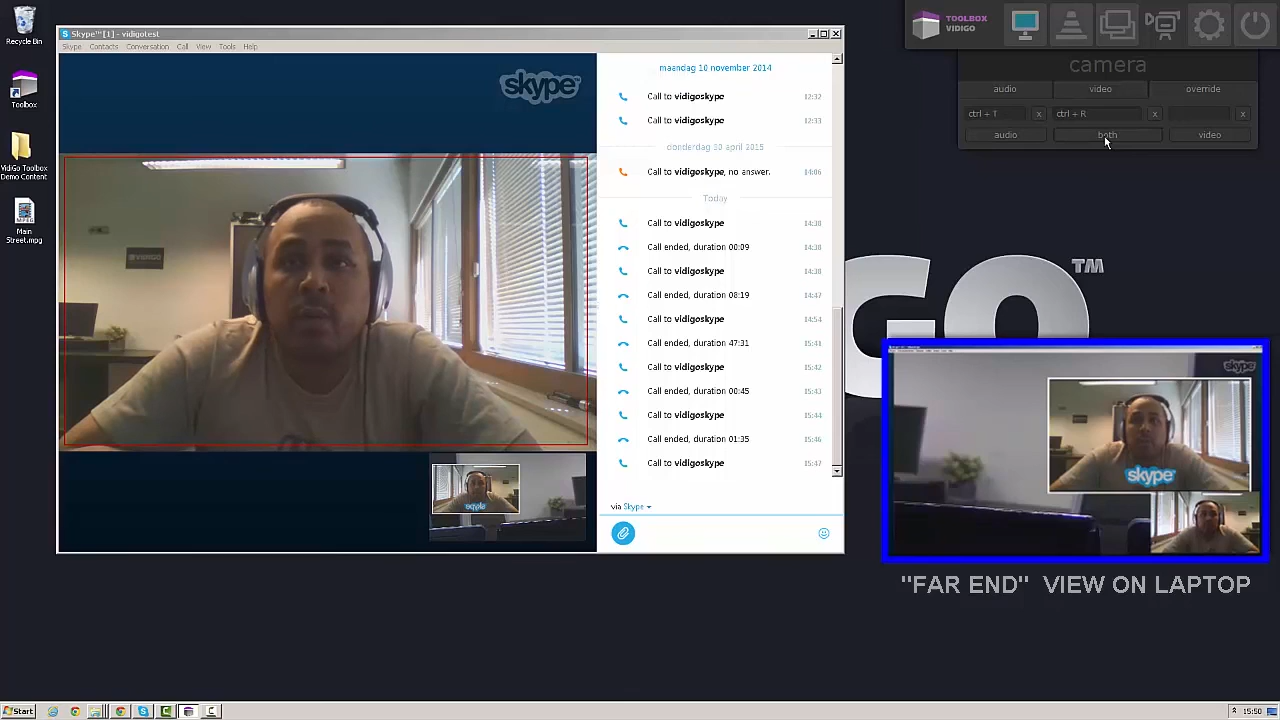 Recycle Bin
Toolbox
VidiGo Toolbox
Demo Content
Main
Street.mpg
MPEG
Skype™ [1] - vidigotest
Skype Contacts Conversation Call View Tools Help
skype
VIDIGO
maandag 10 november 2014
Call to vidigoskype 12:32
Call to vidigoskype 12:33
donderdag 30 april 2015
Call to vidigoskype, no answer. 14:06
Today
Call to vidigoskype 14:38
Call ended, duration 00:09 14:38
Call to vidigoskype 14:38
Call ended, duration 08:19 14:47
Call to vidigoskype 14:54
Call ended, duration 47:31 15:41
Call to vidigoskype 15:42
Call ended, duration 00:45 15:43
Call to vidigoskype 15:44
Call ended, duration 01:35 15:46
Call to vidigoskype 15:47
via Skype
TOOLBOX
VIDIGO
camera
audio video override
ctrl + T x ctrl + R x x
audio both video
GO™
skype
skype
"FAR END" VIEW ON LAPTOP
Start
15:50